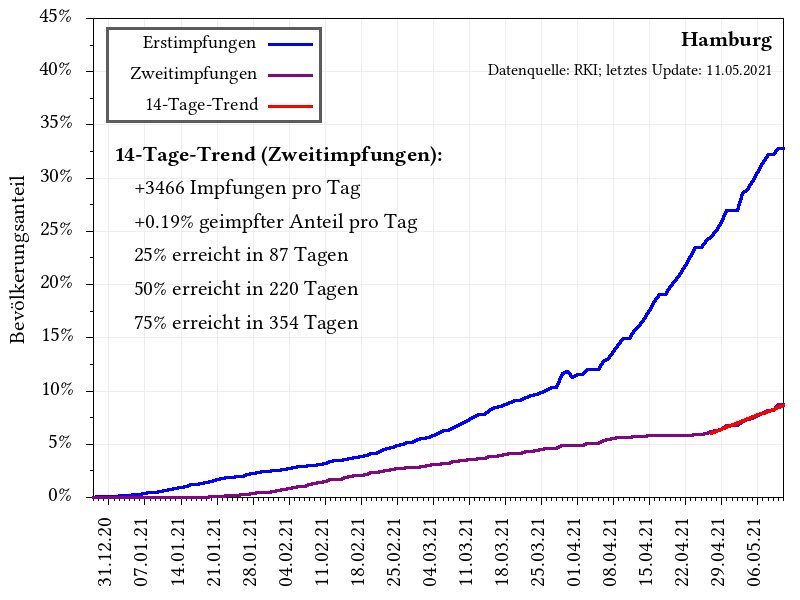 45%
40%
35%
30%
25%
20%
15%
10%
5%
0%
Bevölkerungsanteil
Erstimpfungen
Zweitimpfungen
14-Tage-Trend
Hamburg
Datenquelle: RKI; letztes Update: 11.05.2021
14-Tage-Trend (Zweitimpfungen):
+3466 Impfungen pro Tag
+0.19% geimpfter Anteil pro Tag
25% erreicht in 87 Tagen
50% erreicht in 220 Tagen
75% erreicht in 354 Tagen
31.12.20
07.01.21
14.01.21
21.01.21
28.01.21
04.02.21
11.02.21
18.02.21
25.02.21
04.03.21
11.03.21
18.03.21
25.03.21
01.04.21
08.04.21
15.04.21
22.04.21
29.04.21
06.05.21